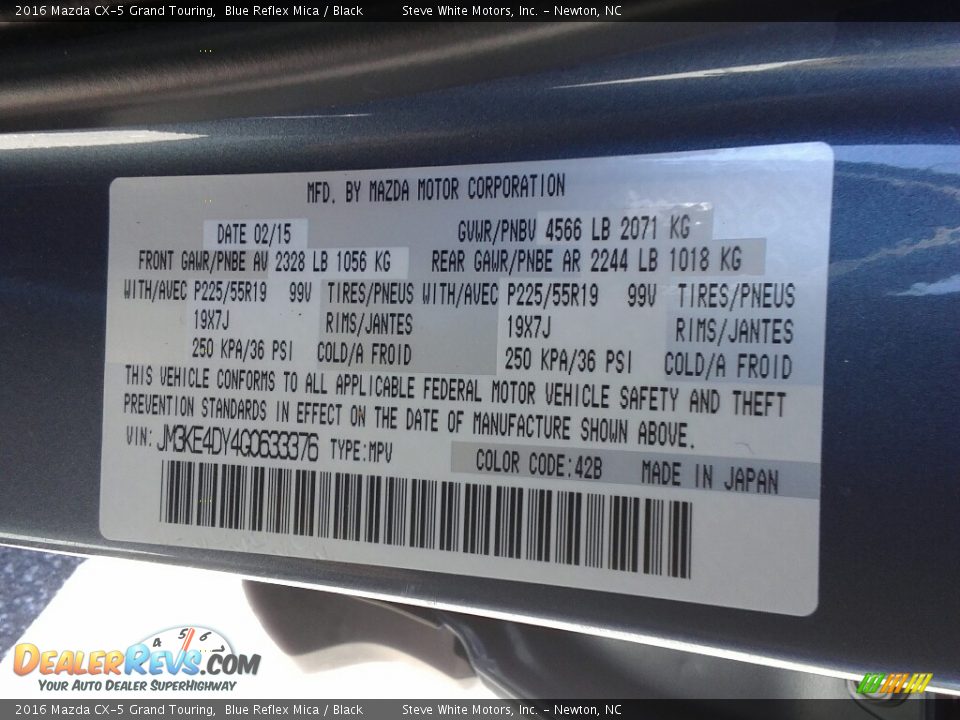 2016 Mazda CX-5 Grand Touring, Blue Reflex Mica / Black Steve White Motors, Inc. - Newton, NC
MFD. BY MAZDA MOTOR CORPORATION
DATE 02/15 GVWR/PNBV 4566 LB 2071 KG
FRONT GAWR/PNBE AV 2328 LB 1056 KG REAR GAWR/PNBE AR 2244 LB 1018 KG
WITH/AVEC P225/55R19 99V TIRES/PNEUS WITH/AVEC P225/55R19 99V TIRES/PNEUS
19X7J RIMS/JANTES 19X7J RIMS/JANTES
250 KPA/36 PSI COLD/A FROID 250 KPA/36 PSI COLD/A FROID
THIS VEHICLE CONFORMS TO ALL APPLICABLE FEDERAL MOTOR VEHICLE SAFETY AND THEFT
PREVENTION STANDARDS IN EFFECT ON THE DATE OF MANUFACTURE SHOWN ABOVE.
VIN: JM3KE4DY4G0633376 TYPE:MPV
COLOR CODE:42B MADE IN JAPAN
4 5 6
DealerRevs.com
Your Auto Dealer SuperHighway
2016 Mazda CX-5 Grand Touring, Blue Reflex Mica / Black Steve White Motors, Inc. - Newton, NC